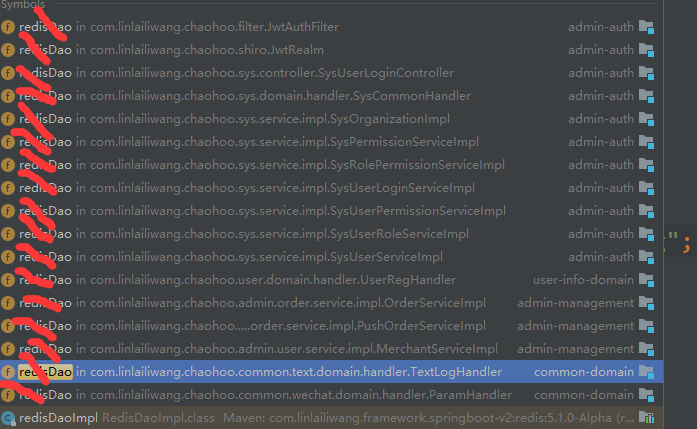 Symbols
redisDao in com.linlailiwang.chaohoo.filter.JwtAuthFilter admin-auth
redisDao in com.linlailiwang.chaohoo.shiro.JwtRealm admin-auth
redisDao in com.linlailiwang.chaohoo.sys.controller.SysUserLoginController admin-auth
redisDao in com.linlailiwang.chaohoo.sys.domain.handler.SysCommonHandler admin-auth
redisDao in com.linlailiwang.chaohoo.sys.service.impl.SysOrganizationImpl admin-auth
redisDao in com.linlailiwang.chaohoo.sys.service.impl.SysPermissionServiceImpl admin-auth
redisDao in com.linlailiwang.chaohoo.sys.service.impl.SysRolePermissionServiceImpl admin-auth
redisDao in com.linlailiwang.chaohoo.sys.service.impl.SysUserLoginServiceImpl admin-auth
redisDao in com.linlailiwang.chaohoo.sys.service.impl.SysUserPermissionServiceImpl admin-auth
redisDao in com.linlailiwang.chaohoo.sys.service.impl.SysUserRoleServiceImpl admin-auth
redisDao in com.linlailiwang.chaohoo.sys.service.impl.SysUserServiceImpl admin-auth
redisDao in com.linlailiwang.chaohoo.user.domain.handler.UserRegHandler user-info-domain
redisDao in com.linlailiwang.chaohoo.admin.order.service.impl.OrderServiceImpl admin-management
redisDao in com.linlailiwang.chaohoo.....order.service.impl.PushOrderServiceImpl admin-management
redisDao in com.linlailiwang.chaohoo.admin.userservice.impl.MerchantServiceImpl admin-management
redisDao in com.linlailiwang.chaohoo.common.text.domain.handler.TextLogHandler common-domain
redisDao in com.linlailiwang.chaohoo.common.wechat.domain.handler.ParamHandler common-domain
redisDaoImpl RedisDaoImpl.class Maven: com.linlailiwang.framework.springboot-v2:redis:5.1.0-Alpha (r...
";